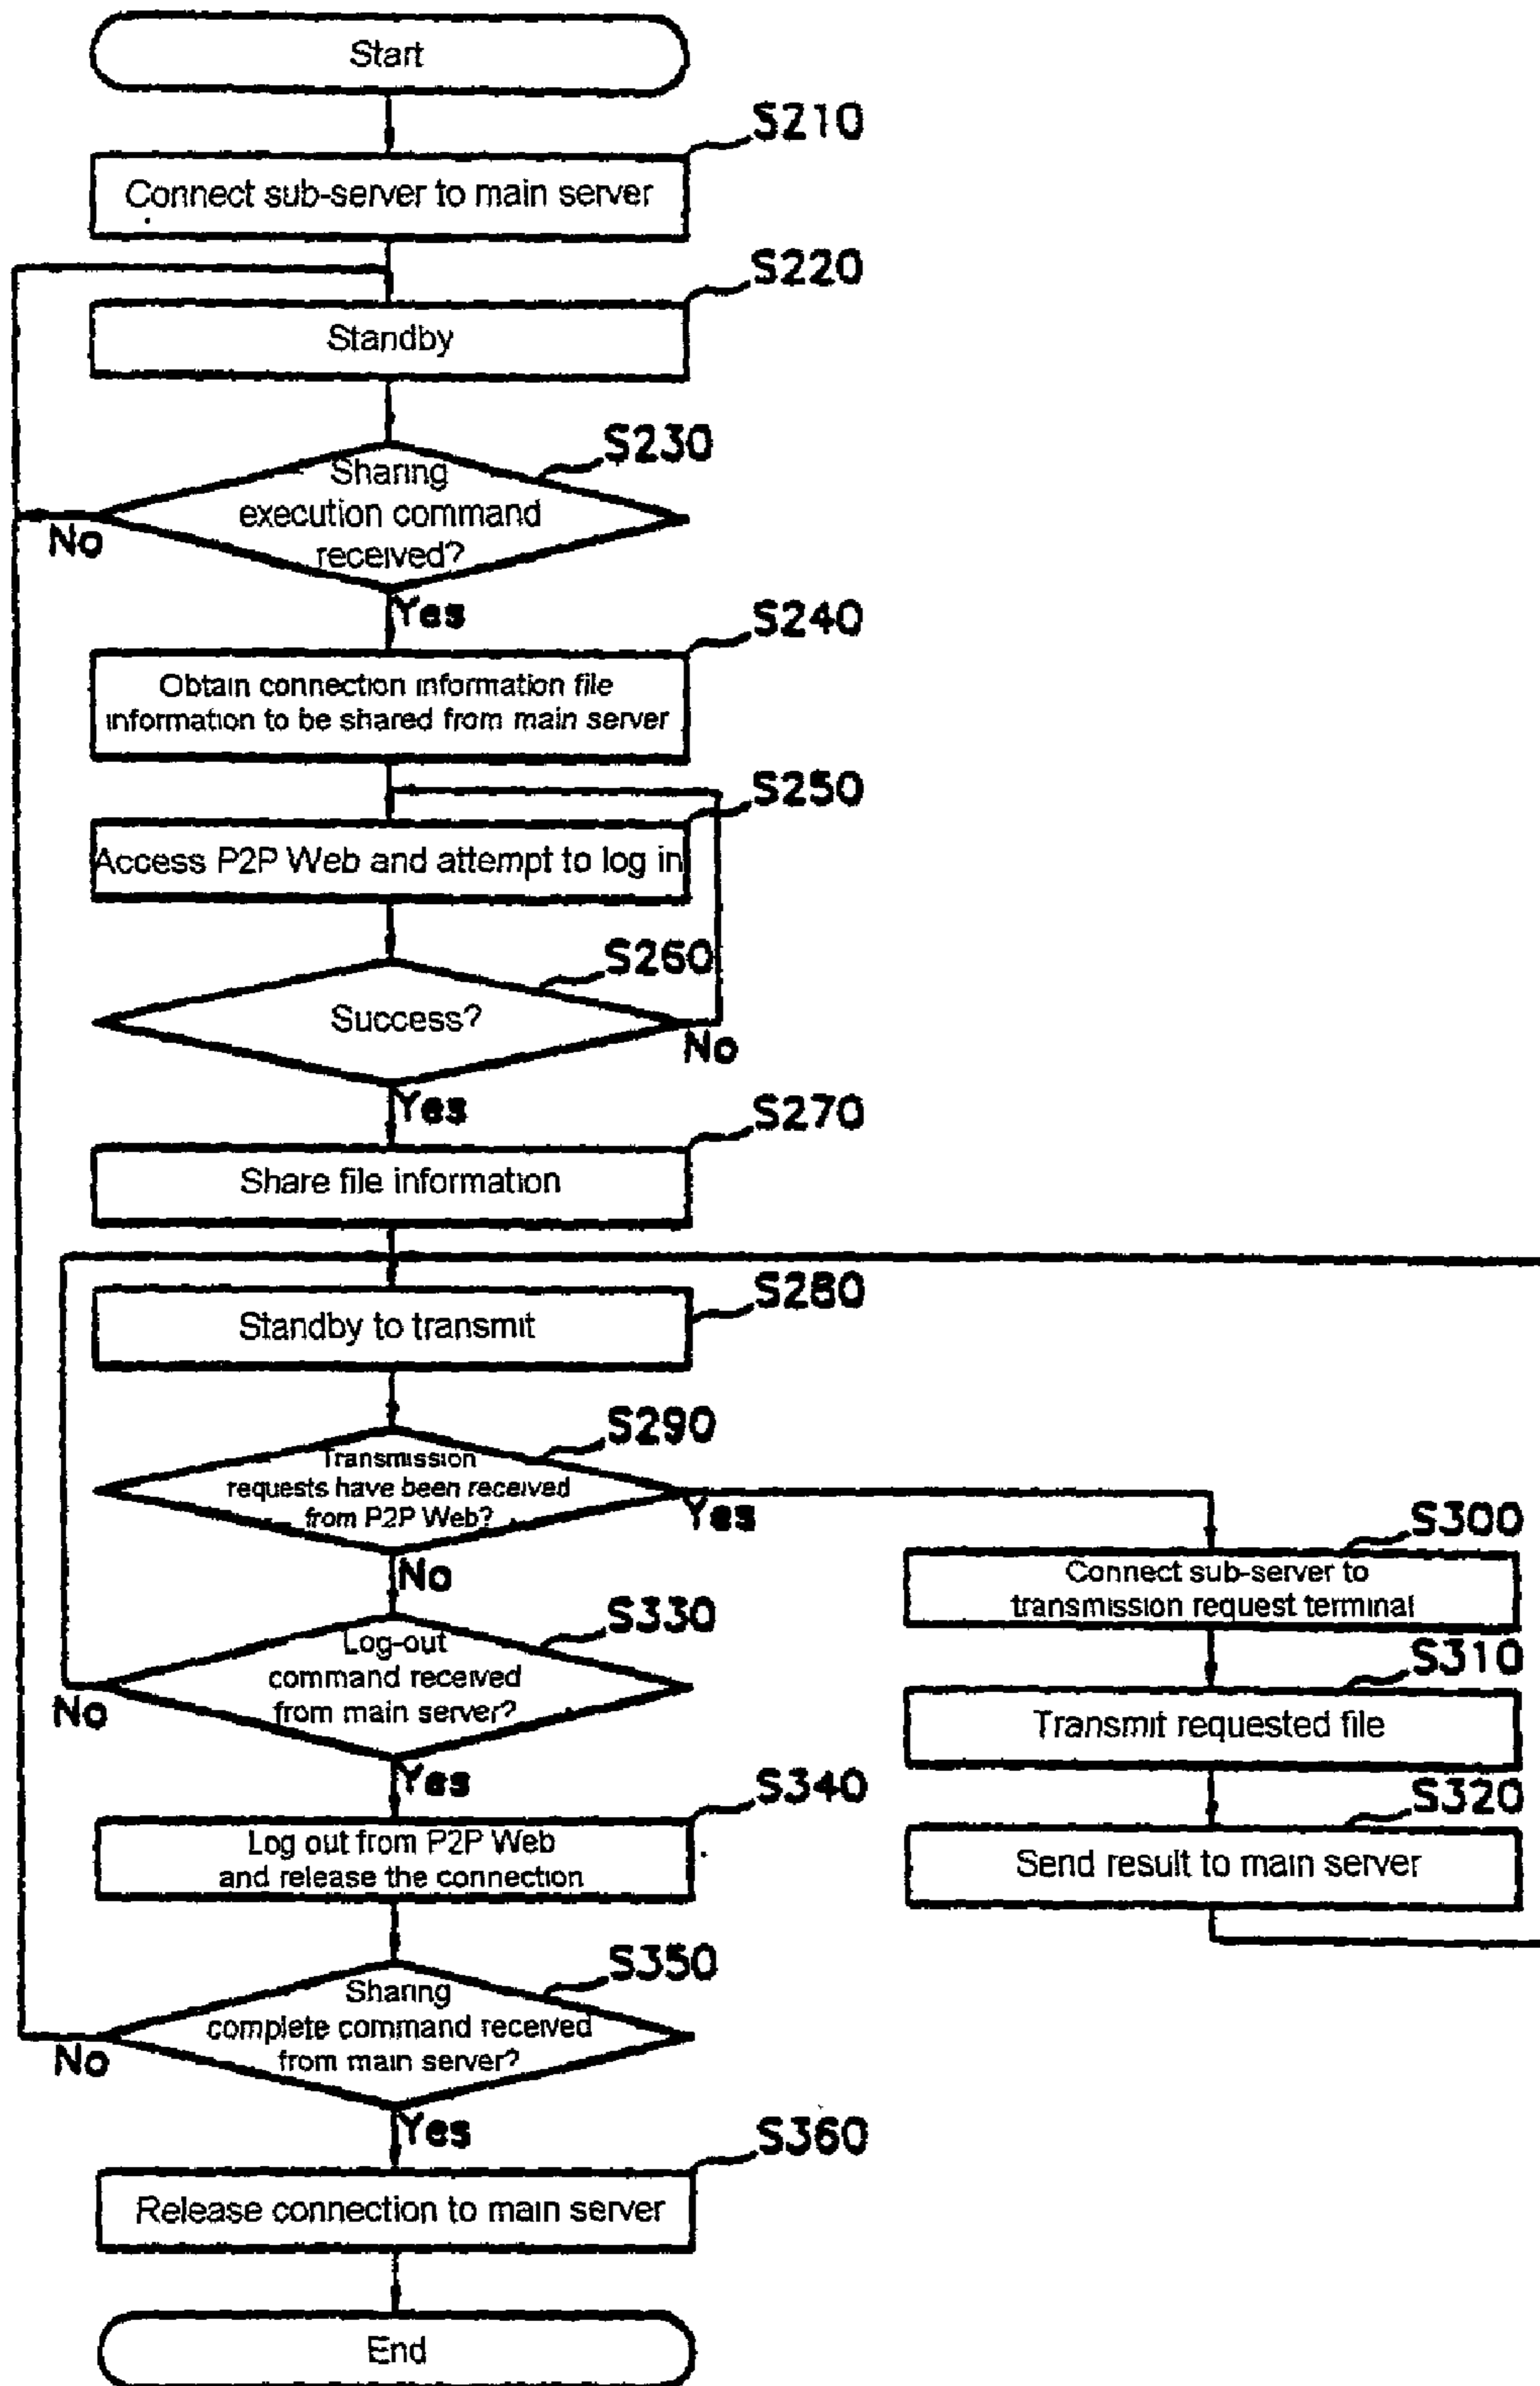 Start
S210
Connect sub-server to main server
S220
Standby
S230
Sharing
execution command
received?
No
Yes
S240
Obtain connection information file
information to be shared from main server
S250
Access P2P Web and attempt to log in
S260
Success?
No
Yes
S270
Share file information
S280
Standby to transmit
S290
Transmission
requests have been received
from P2P Web?
Yes
No
S300
Connect sub-server to
transmission request terminal
S310
Transmit requested file
S320
Send result to main server
S330
Log-out
command received
from main server?
No
Yes
S340
Log out from P2P Web
and release the connection
S350
Sharing
complete command received
from main server?
No
Yes
S360
Release connection to main server
End